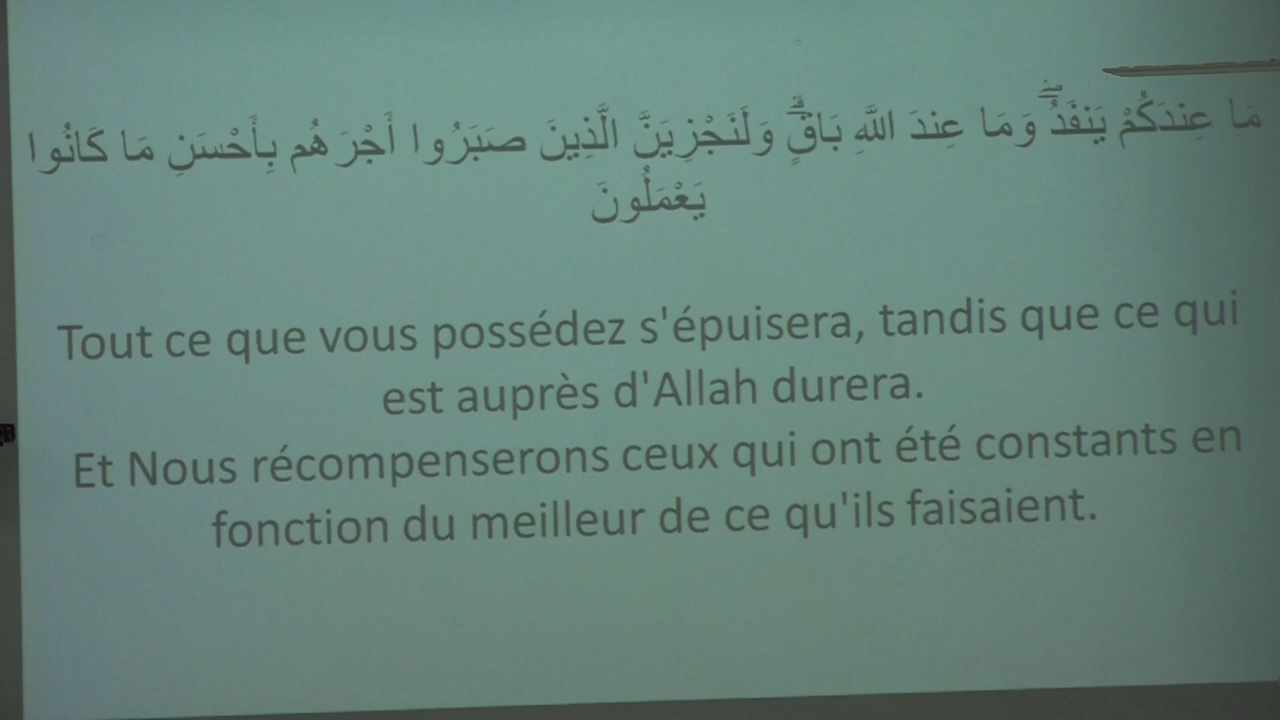 مَا عِندَكُمْ يَنفَدُ ۖ وَمَا عِندَ اللَّهِ بَاقٍ ۗ وَلَنَجْزِيَنَّ الَّذِينَ صَبَرُوا أَجْرَهُم بِأَحْسَنِ مَا كَانُوا
يَعْمَلُونَ
Tout ce que vous possédez s'épuisera, tandis que ce qui
est auprès d'Allah durera.
Et Nous récompenserons ceux qui ont été constants en
fonction du meilleur de ce qu'ils faisaient.